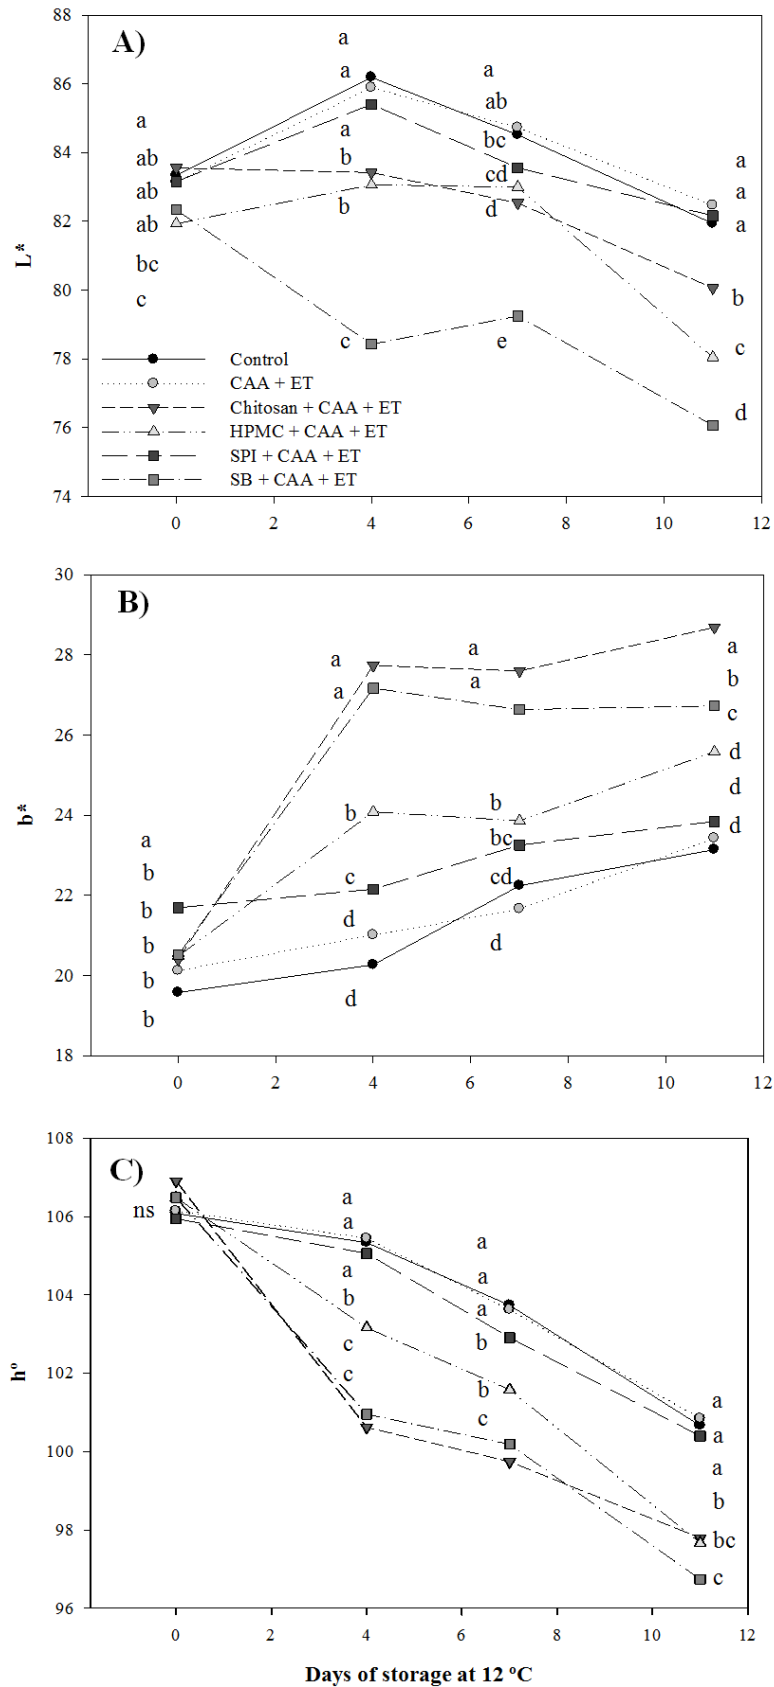 88
A)
a
86
a
a
ab
a
a
84
bc
ab
b
cd
a
ab
a
82
ab
b
d
a
L*
bc
80
c
b
c
e
c
78
Control
CAA + ET
Chitosan + CAA + ET
d
76
HPMC + CAA + ET
SPI + CAA + ET
SB + CAA + ET
74
0
2
4
6
8
10
12
30
B)
28
a
a
a
a
a
b
26
c
d
b*
24
b
b
d
a
bc
d
b
c
cd
22
b
d
b
d
20
b
d
b
18
0
2
4
6
8
10
12
108
C)
a
106
ns
a
a
a
104
a
a
b
b
hº
102
c
b
c
c
a
100
a
a
b
98
bc
c
96
0
2
4
6
8
10
12
Days of storage at 12 ºC